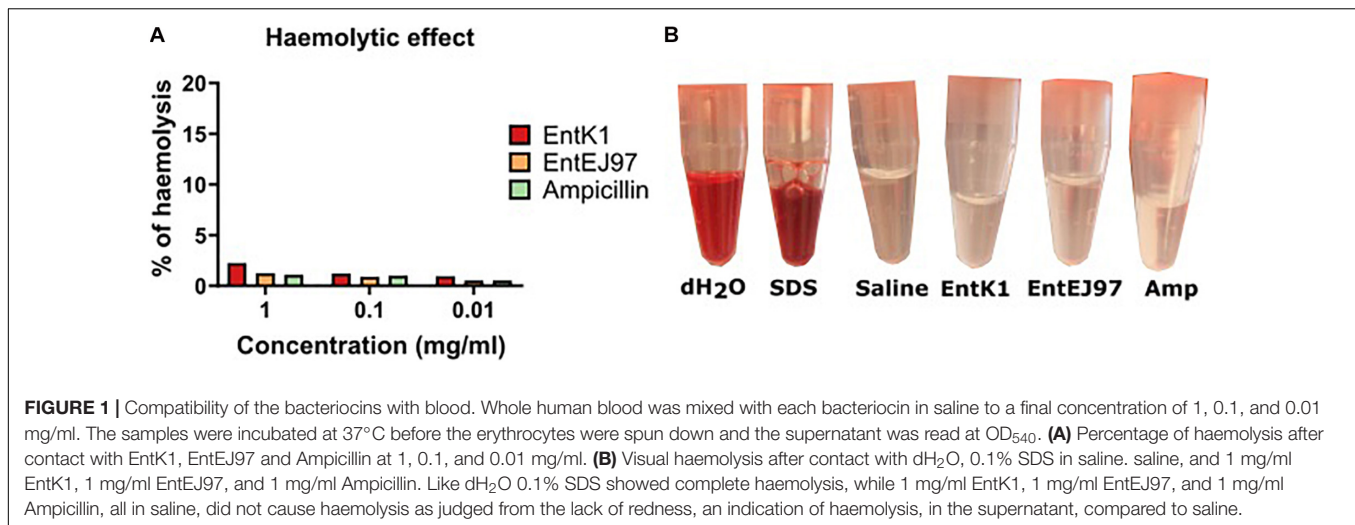 A
Haemolytic effect
% of haemolysis
20
15
10
5
0
1
0.1
0.01
Concentration (mg/ml)
EntK1
EntEJ97
Ampicillin
B
dH2O
SDS
Saline
EntK1
EntEJ97
Amp
FIGURE 1 | Compatibility of the bacteriocins with blood. Whole human blood was mixed with each bacteriocin in saline to a final concentration of 1, 0.1, and 0.01
mg/ml. The samples were incubated at 37°C before the erythrocytes were spun down and the supernatant was read at OD540. (A) Percentage of haemolysis after
contact with EntK1, EntEJ97 and Ampicillin at 1, 0.1, and 0.01 mg/ml. (B) Visual haemolysis after contact with dH2O, 0.1% SDS in saline. saline, and 1 mg/ml
EntK1, 1 mg/ml EntEJ97, and 1 mg/ml Ampicillin. Like dH2O 0.1% SDS showed complete haemolysis, while 1 mg/ml EntK1, 1 mg/ml EntEJ97, and 1 mg/ml
Ampicillin, all in saline, did not cause haemolysis as judged from the lack of redness, an indication of haemolysis, in the supernatant, compared to saline.